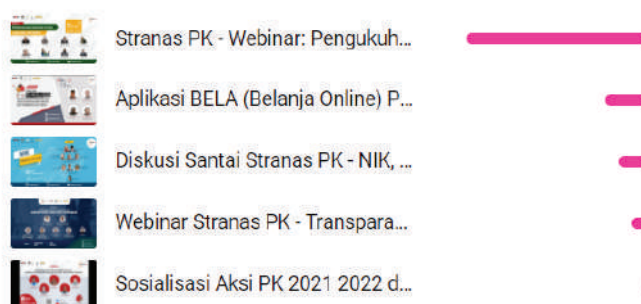 Stranas PK - Webinar: Pengukuh...
Aplikasi BELA (Belanja Online) P...
Diskusi Santai Stranas PK - NIK, ...
Webinar Stranas PK - Transpara...
Sosialisasi Aksi PK 2021 2022 d...